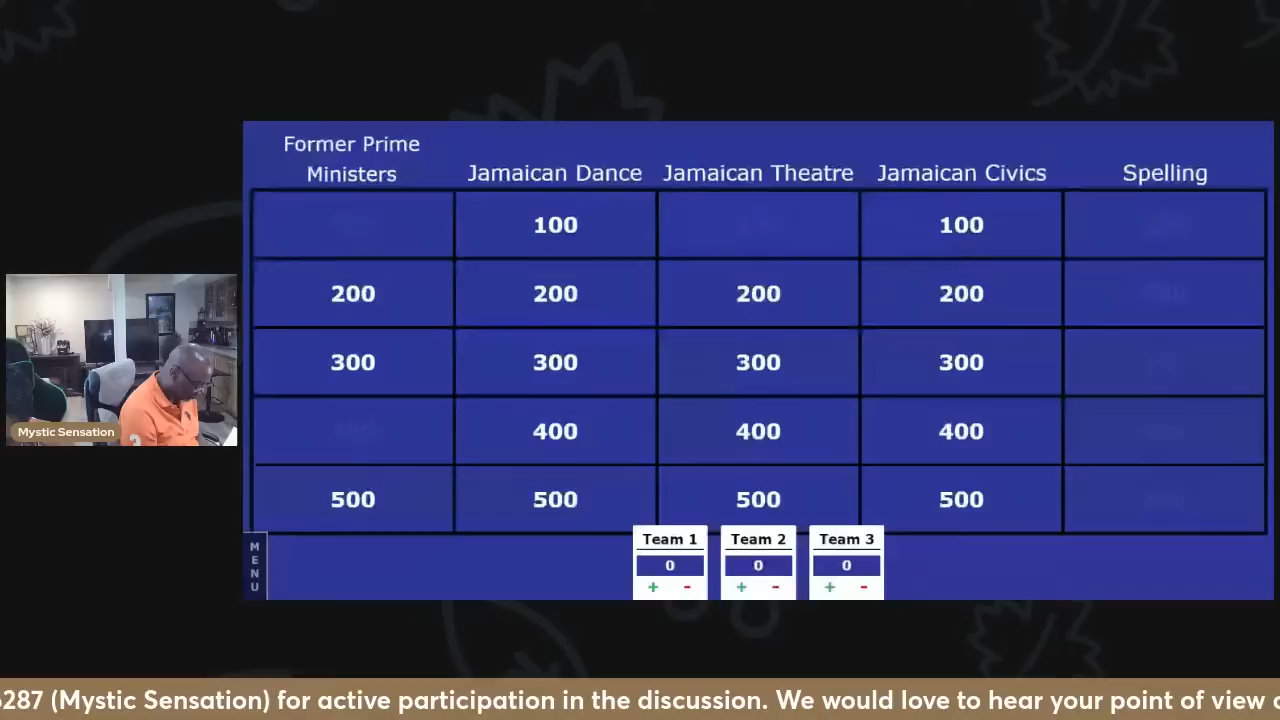 Former Prime
Ministers
Jamaican Dance
Jamaican Theatre
Jamaican Civics
Spelling
100
100
200
200
200
200
300
300
300
300
400
400
400
500
500
500
500
MENU
Team 1
Team 2
Team 3
0
0
0
+ -
+ -
+ -
Mystic Sensation
287 (Mystic Sensation) for active participation in the discussion. We would love to hear your point of view